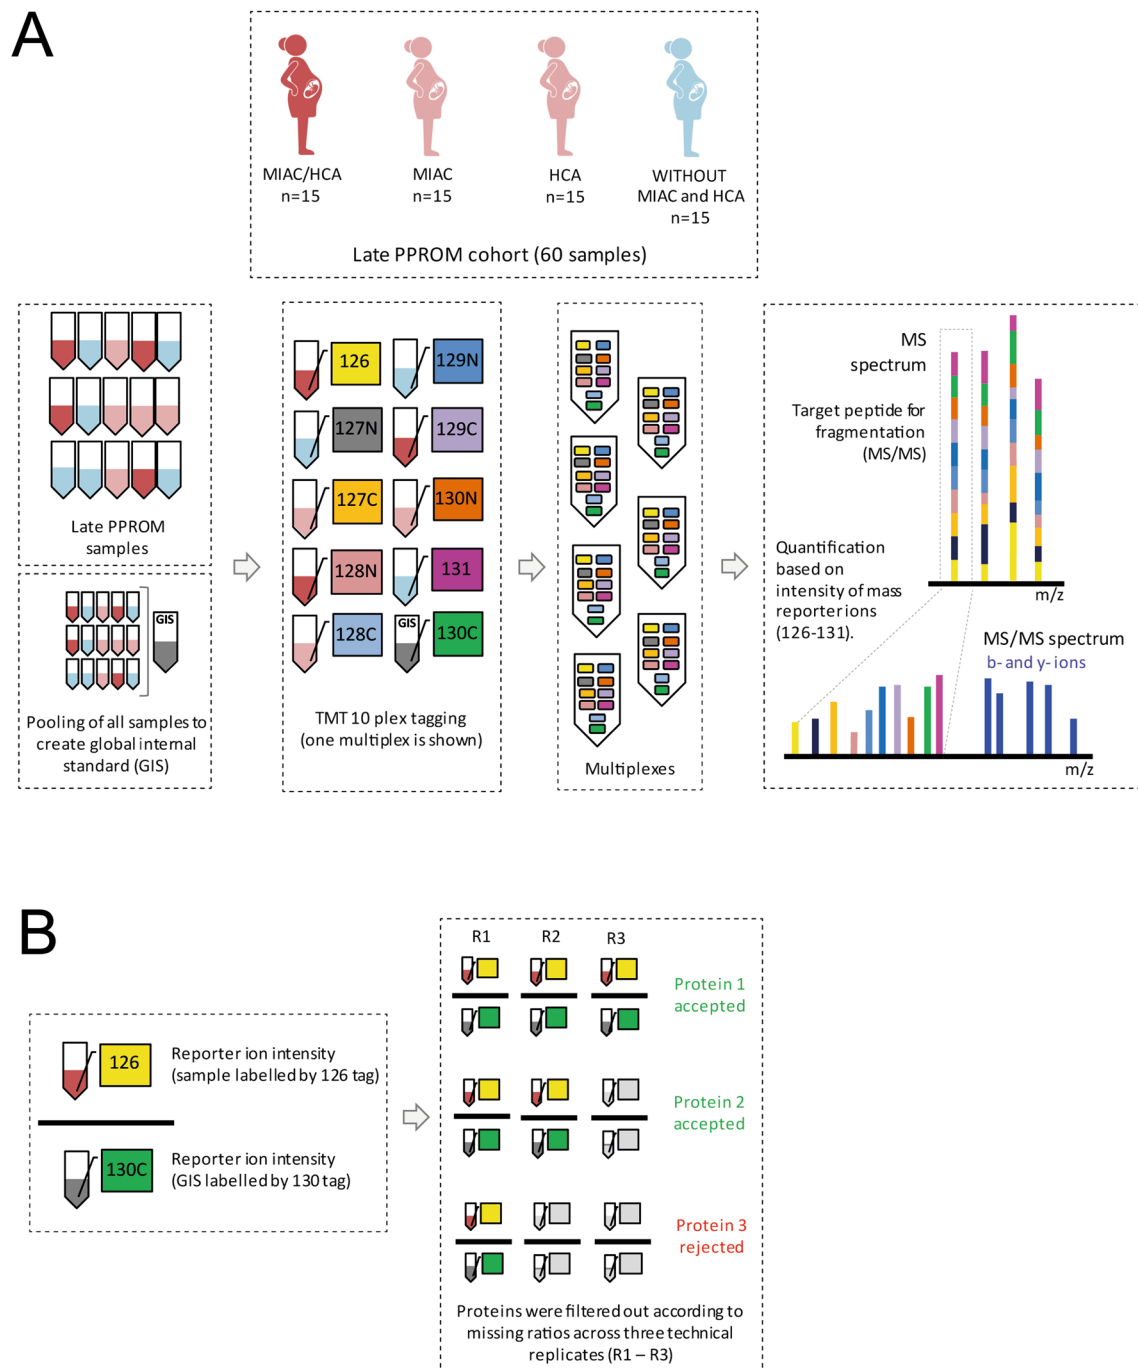 A
MIAC/HCA
n=15
MIAC
n=15
HCA
n=15
WITHOUT
MIAC and HCA
n=15
Late PPROM cohort (60 samples)
Late PPROM
samples
GIS
Pooling of all samples to
create global internal
standard (GIS)
126
129N
127N
129C
127C
130N
128N
131
128C
GIS
130C
TMT 10 plex tagging
(one multiplex is shown)
Multiplexes
MS
spectrum
Target peptide for
fragmentation
(MS/MS)
Quantification
based on
intensity of mass
reporter ions
(126-131).
m/z
MS/MS spectrum
b- and y- ions
m/z
B
126
Reporter ion intensity
(sample labelled by 126 tag)
130C
Reporter ion intensity
(GIS labelled by 130 tag)
R1
R2
R3
Protein 1
accepted
Protein 2
accepted
Protein 3
rejected
Proteins were filtered out according to
missing ratios across three technical
replicates (R1 – R3)